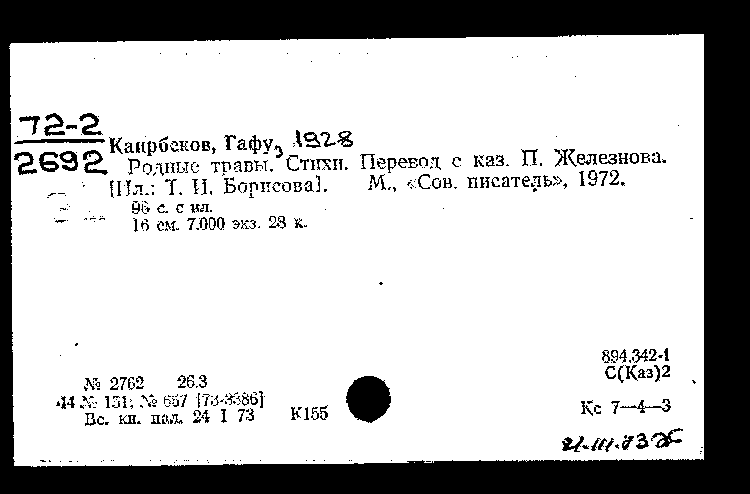 72-2
2692
Каирбеков, Гафу, 1928
Родные травы. Стихи. Перевод с каз. П. Железнова.
[Ил.: Т. И. Борисова]. М., «Сов. писатель», 1972.
96 с. с ил.
16 см. 7.000 экз. 28 к.
894.342-1
С(Каз)2
№ 2762 26.3
44 № 131; № 657 [73-3386]
Вс. кн. пал. 24 I 73 К155
Кс 7—4—3
21.III.73